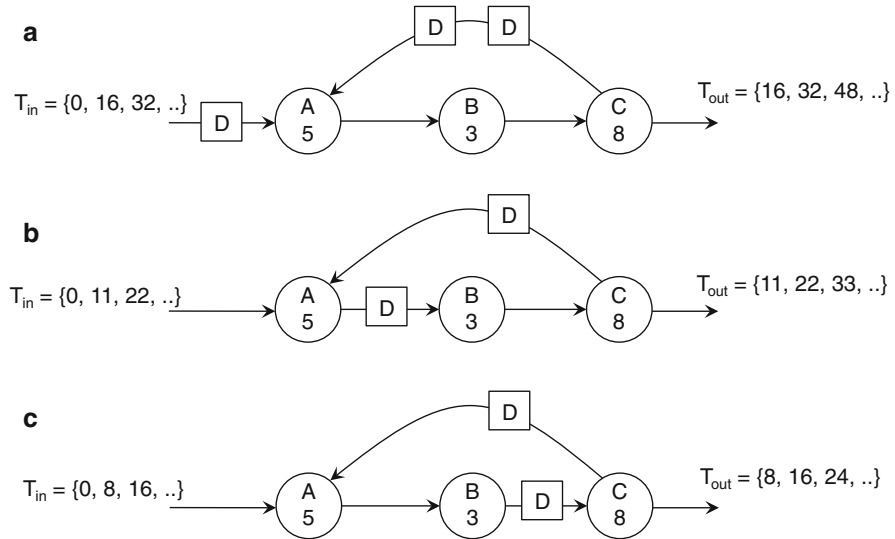 a
D D
T_in = {0, 16, 32, ..}
D
A
5
B
3
C
8
T_out = {16, 32, 48, ..}
b
D
T_in = {0, 11, 22, ..}
A
5
D
B
3
C
8
T_out = {11, 22, 33, ..}
c
D
T_in = {0, 8, 16, ..}
A
5
B
3
D
C
8
T_out = {8, 16, 24, ..}